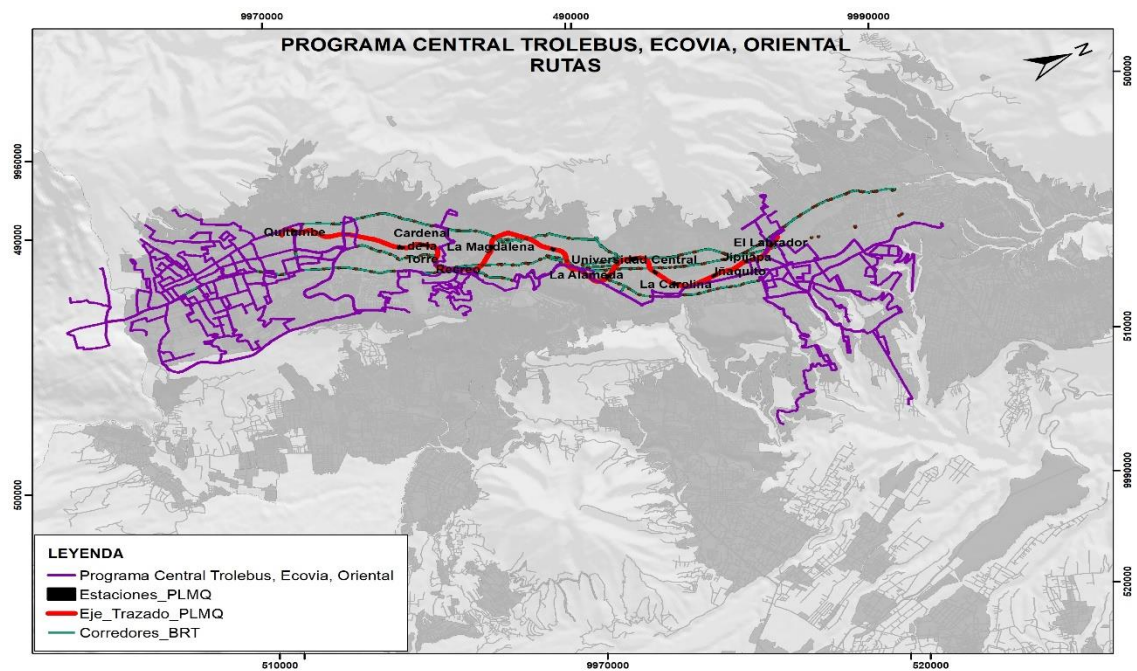 9970000
480000
9990000
PROGRAMA CENTRAL TROLEBUS, ECOVIA, ORIENTAL
RUTAS
N
500000
9960000
490000
510000
9990000
500000
520000
Quitumbe
Cardenal
de la
Torre
La Magdalena
Recreo
El Labrador
Jipijapa
Universidad Central
Iñaquito
La Alameda
La Carolina
LEYENDA
Programa Central Trolebus, Ecovia, Oriental
Estaciones_PLMQ
Eje_Trazado_PLMQ
Corredores_BRT
510000
9970000
520000